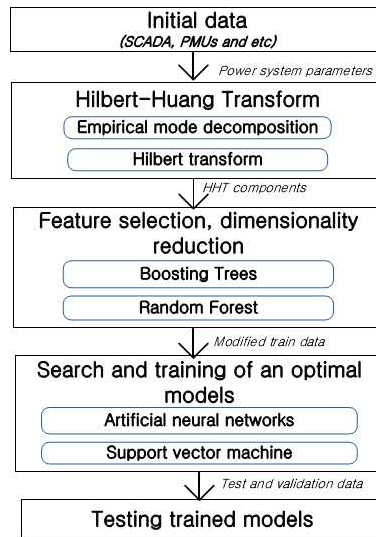 Initial data
(SCADA, PMUs and etc)
Power system parameters
Hilbert-Huang Transform
Empirical mode decomposition
Hilbert transform
HHT components
Feature selection, dimensionality
reduction
Boosting Trees
Random Forest
Modified train data
Search and training of an optimal
models
Artificial neural networks
Support vector machine
Test and validation data
Testing trained models